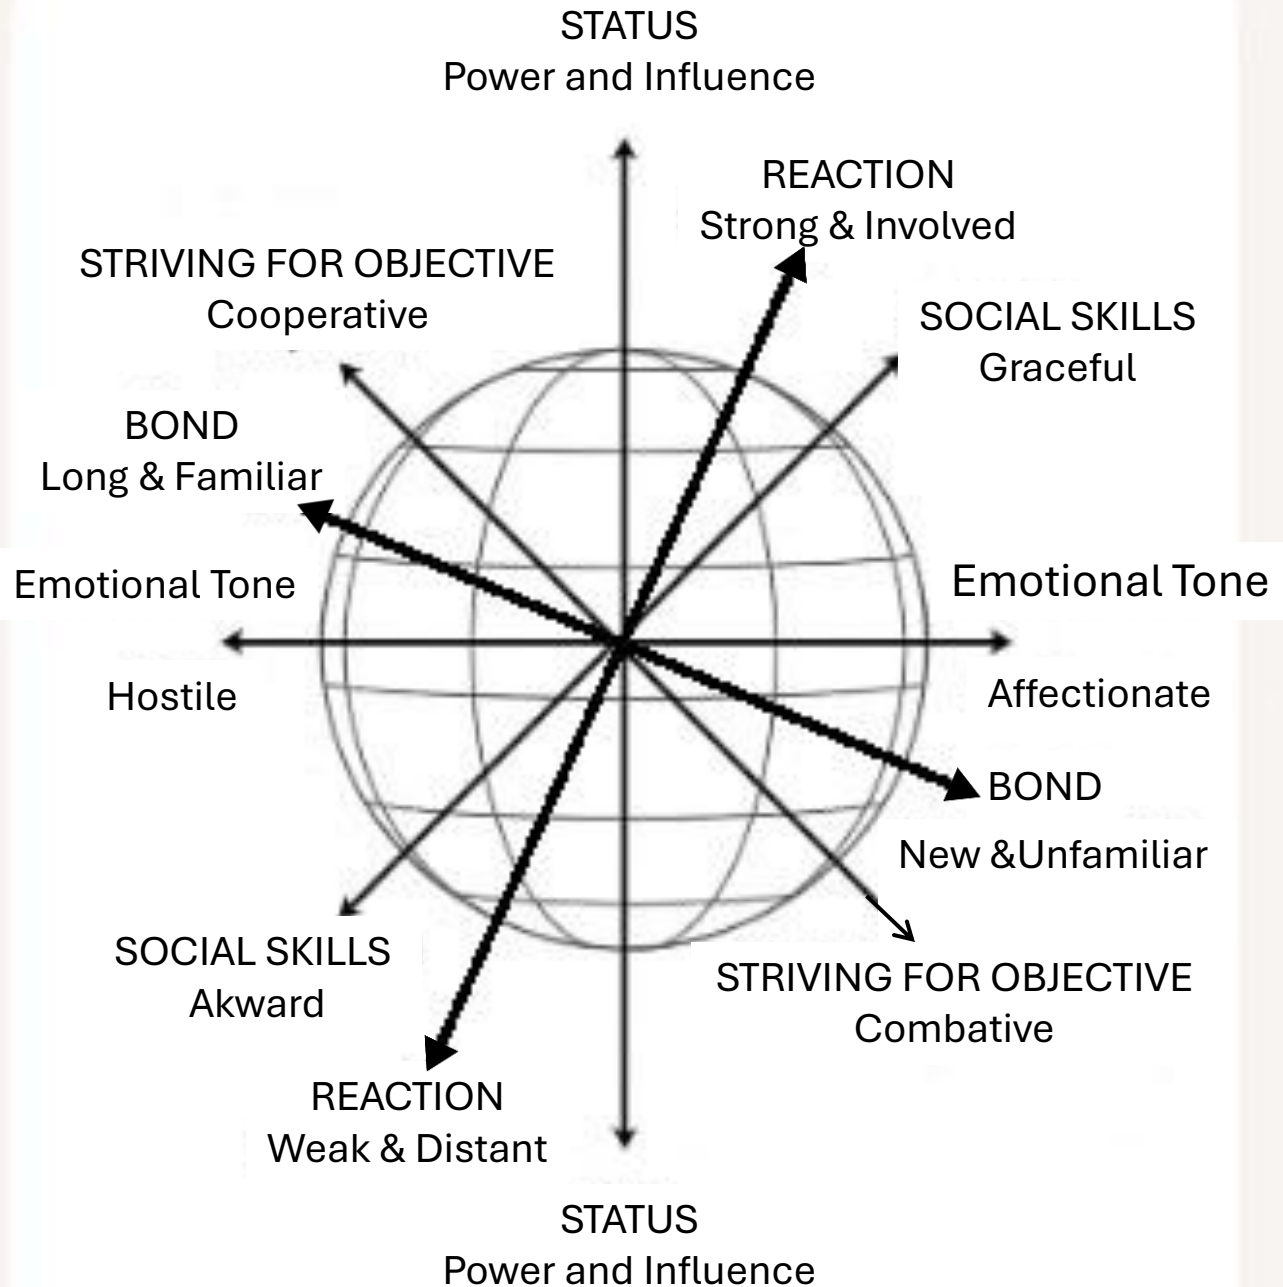 STATUS
Power and Influence
REACTION
Strong & Involved
STRIVING FOR OBJECTIVE
Cooperative
SOCIAL SKILLS
Graceful
BOND
Long & Familiar
Emotional Tone
Hostile
Emotional Tone
Affectionate
BOND
New &Unfamiliar
SOCIAL SKILLS
Akward
STRIVING FOR OBJECTIVE
Combative
REACTION
Weak & Distant
STATUS
Power and Influence